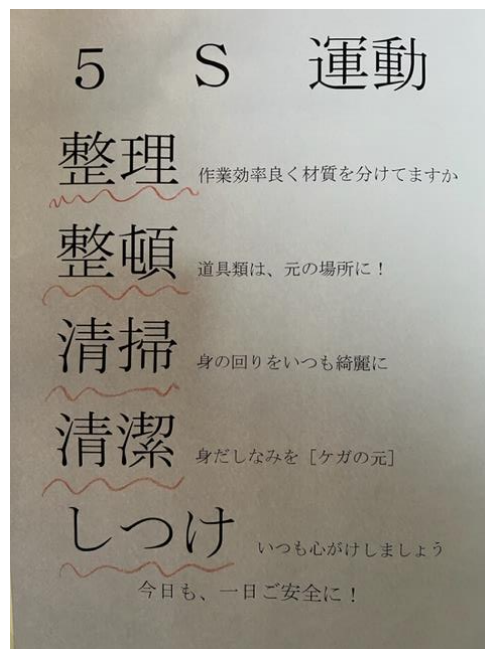 5 S 運動
整理 作業効率良く材質を分けてますか
整頓 道具類は、元の場所に！
清掃 身の回りをいつも綺麗に
清潔 身だしなみを［ケガの元］
しつけ いつも心がけしましょう
今日も、一日ご安全に！